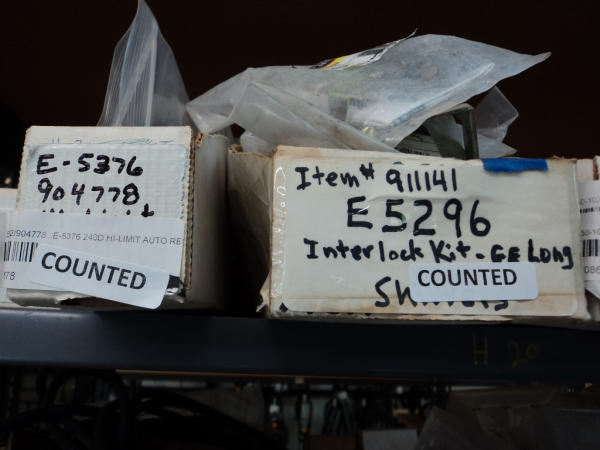 E-5376
904778
52/904778 E-5376 240D HI-LIMIT AUTO RE
COUNTED
Item# 911141
E5296
Interlock Kit - GE Long
COUNTED
H 20